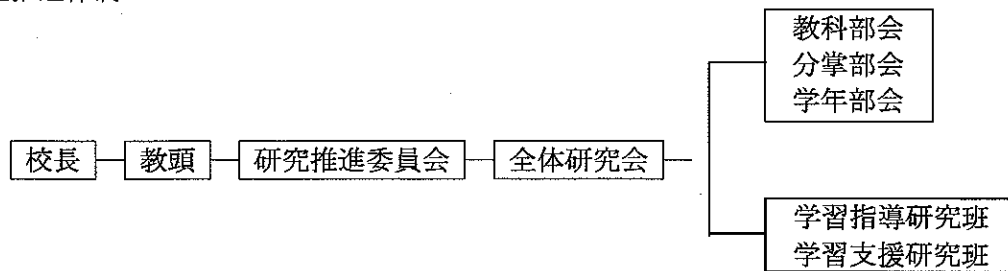 教科部会
分掌部会
学年部会
校長 教頭 研究推進委員会 全体研究会
学習指導研究班
学習支援研究班